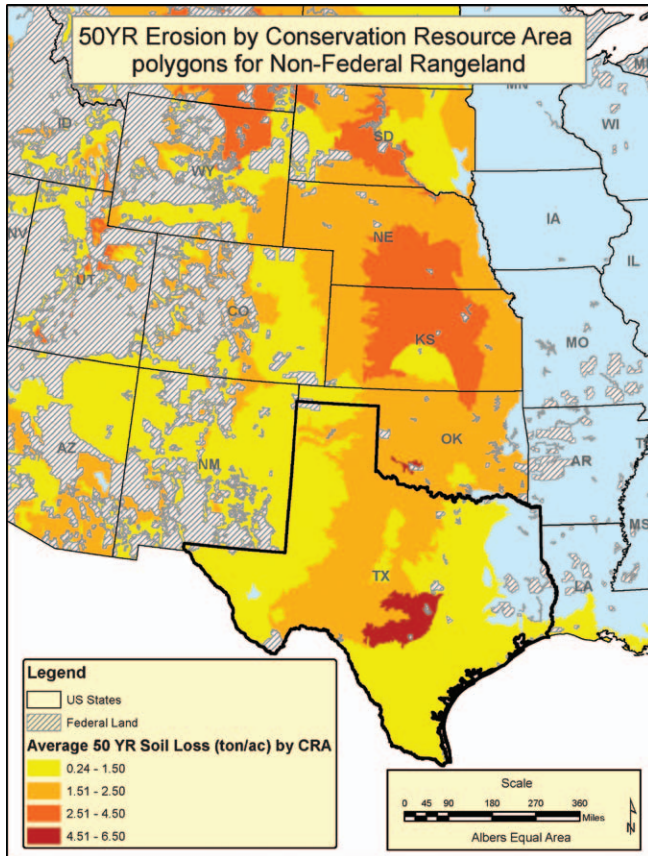 50YR Erosion by Conservation Resource Area
polygons for Non-Federal Rangeland
MN
ID
SD
WI
WY
IA
NE
NV
IL
UT
CO
KS
MO
AZ
NM
OK
AR
MS
TX
LA
Legend
US States
Federal Land
Average 50 YR Soil Loss (ton/ac) by CRA
0.24 - 1.50
1.51 - 2.50
2.51 - 4.50
4.51 - 6.50
Scale
0 45 90 180 270 360
Miles
N
Albers Equal Area